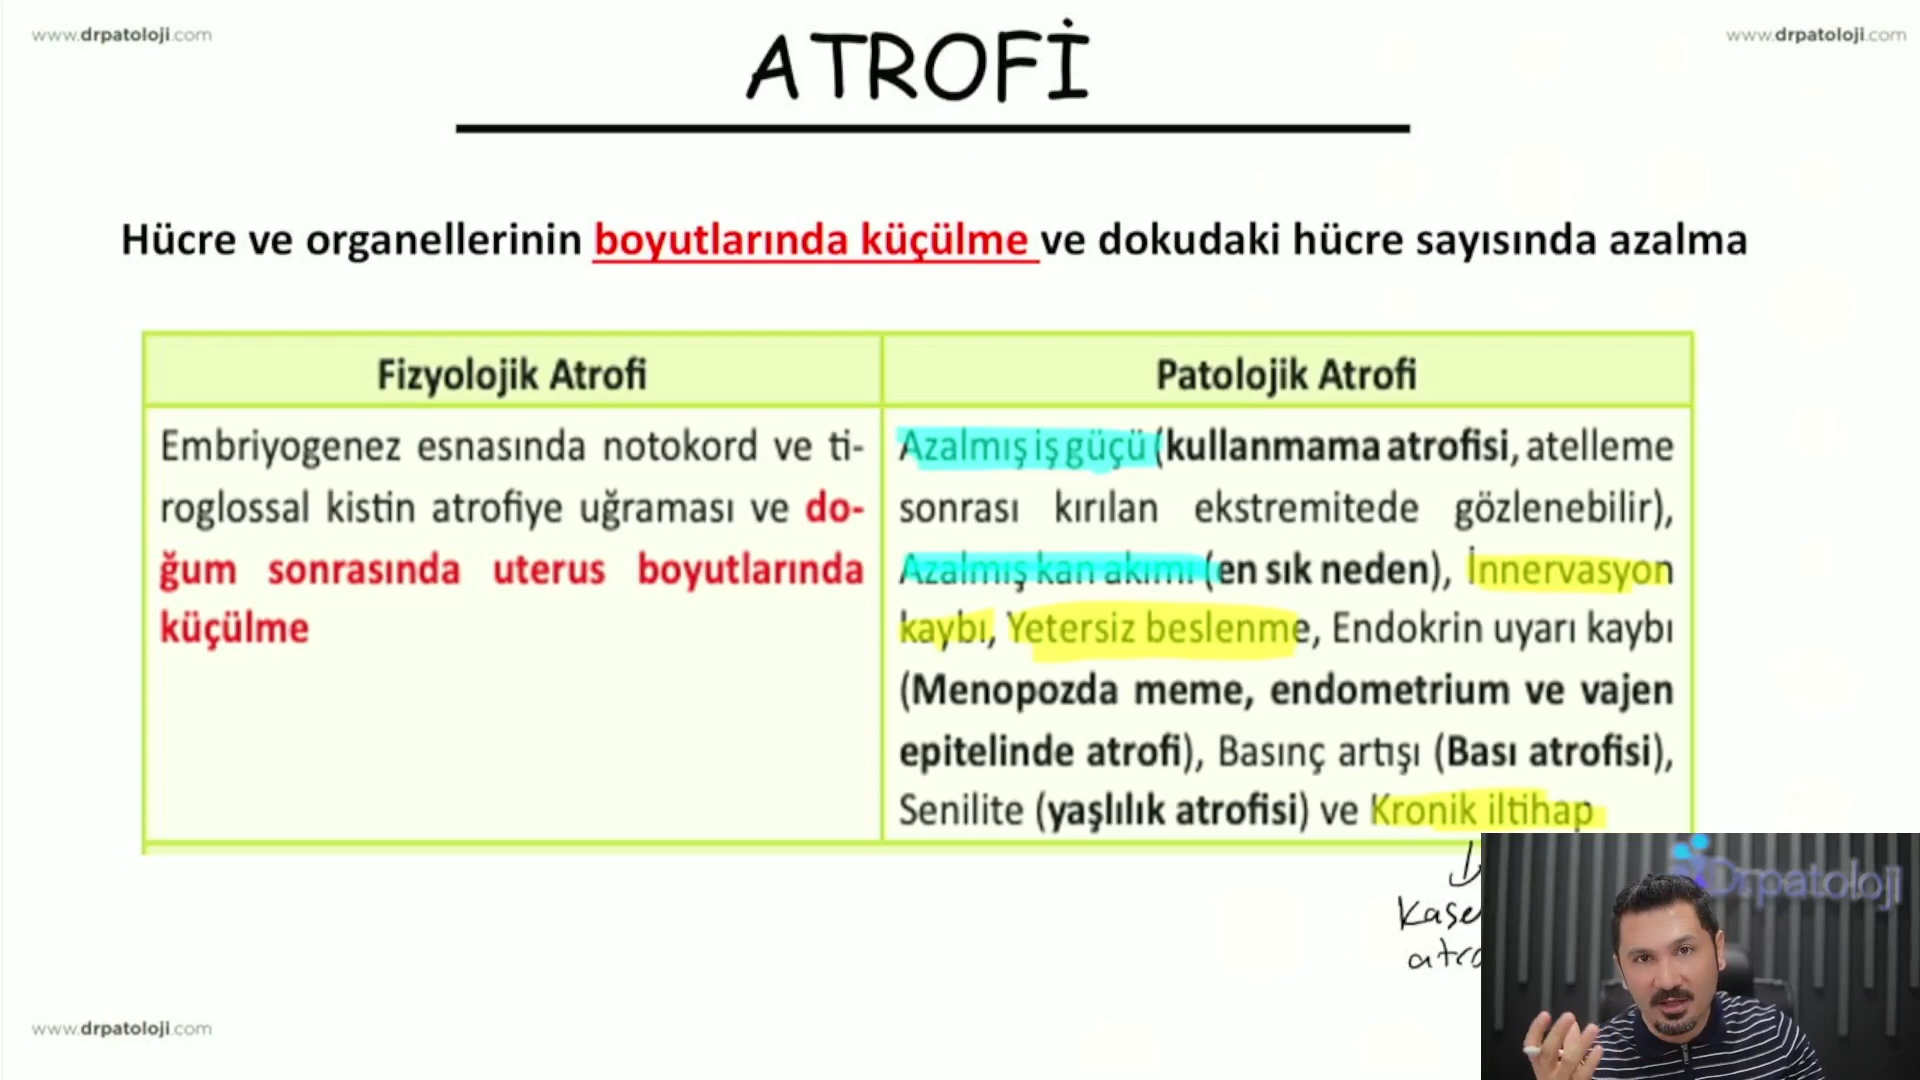 www.drpatoloji.com
ATROFİ
www.drpatoloji.com
Hücre ve organellerinin boyutlarında küçülme ve dokudaki hücre sayısında azalma
Fizyolojik Atrofi
Embriyogenez esnasında notokord ve ti-
roglossal kistin atrofiye uğraması ve do-
ğum sonrasında uterus boyutlarında
küçülme
Patolojik Atrofi
Azalmış iş güçü (kullanmama atrofisi, atelleme
sonrası kırılan ekstremitede gözlenebilir),
Azalmış kan akımı (en sık neden), İnnervasyon
kaybı, Yetersiz beslenme, Endokrin uyarı kaybı
(Menopozda meme, endometrium ve vajen
epitelinde atrofi), Basınç artışı (Bası atrofisi),
Senilite (yaşlılık atrofisi) ve Kronik iltihap
Drpatoloji
www.drpatoloji.com